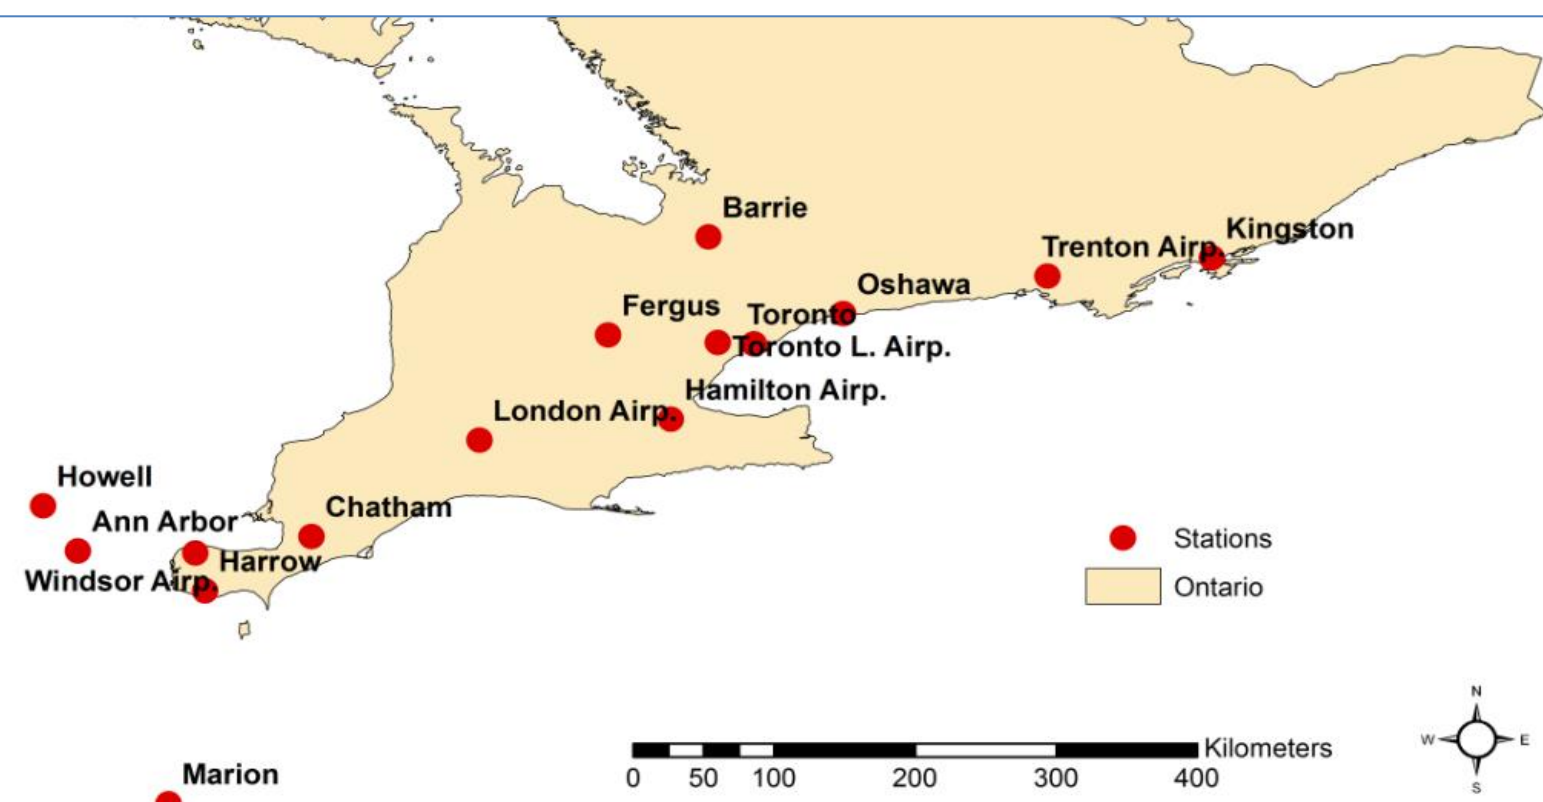 Barrie
Kingston
Trenton Airp.
Oshawa
Fergus
Toronto
Toronto L. Airp.
Hamilton Airp.
London Airp.
Howell
Chatham
Ann Arbor
Harrow
Windsor Airp.
Stations
Ontario
N
W E
S
Kilometers
0 50 100 200 300 400
Marion